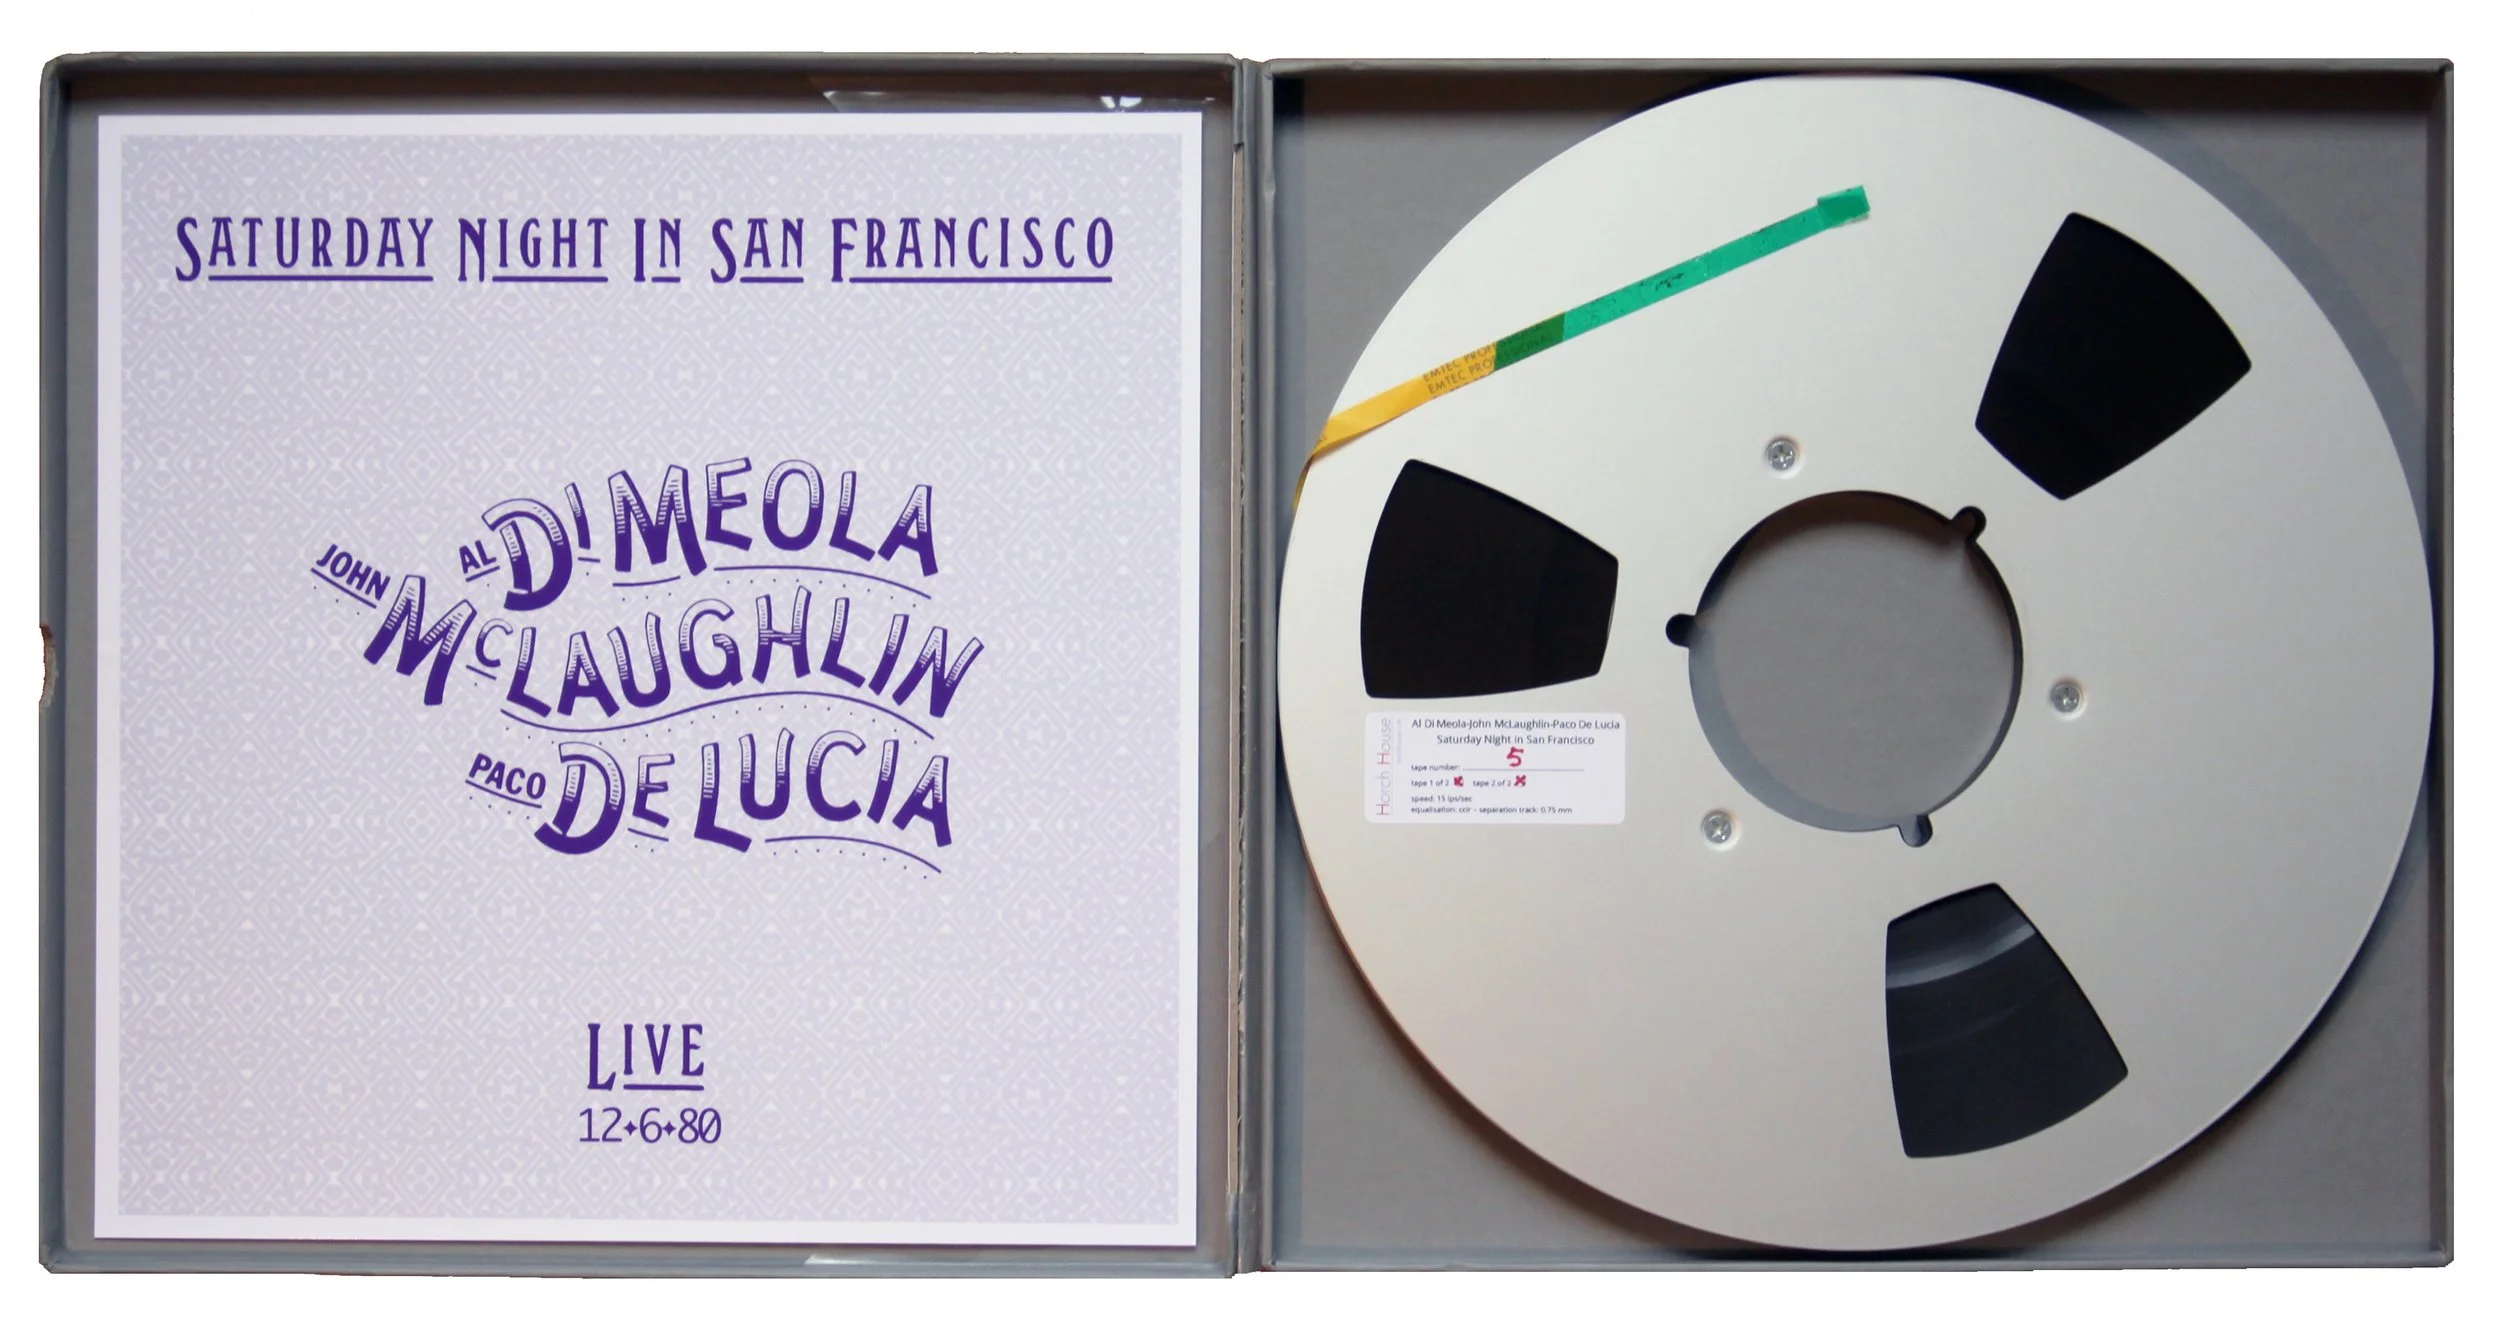 SATURDAY NIGHT IN SAN FRANCISCO
AL DI MEOLA
JOHN MCLAUGHLIN
PACO DE LUCIA
LIVE
12✦6✦80
EMTEC PROFESSIONAL
EMTEC PROFESSIONAL
Horch House
Al Di Meola-John McLaughlin-Paco De Lucia
Saturday Night in San Francisco
tape number: 5
tape 1 of 2 tape 2 of 2
speed: 15 ips/sec
equalisation: ccir – separation track: 0.75 mm